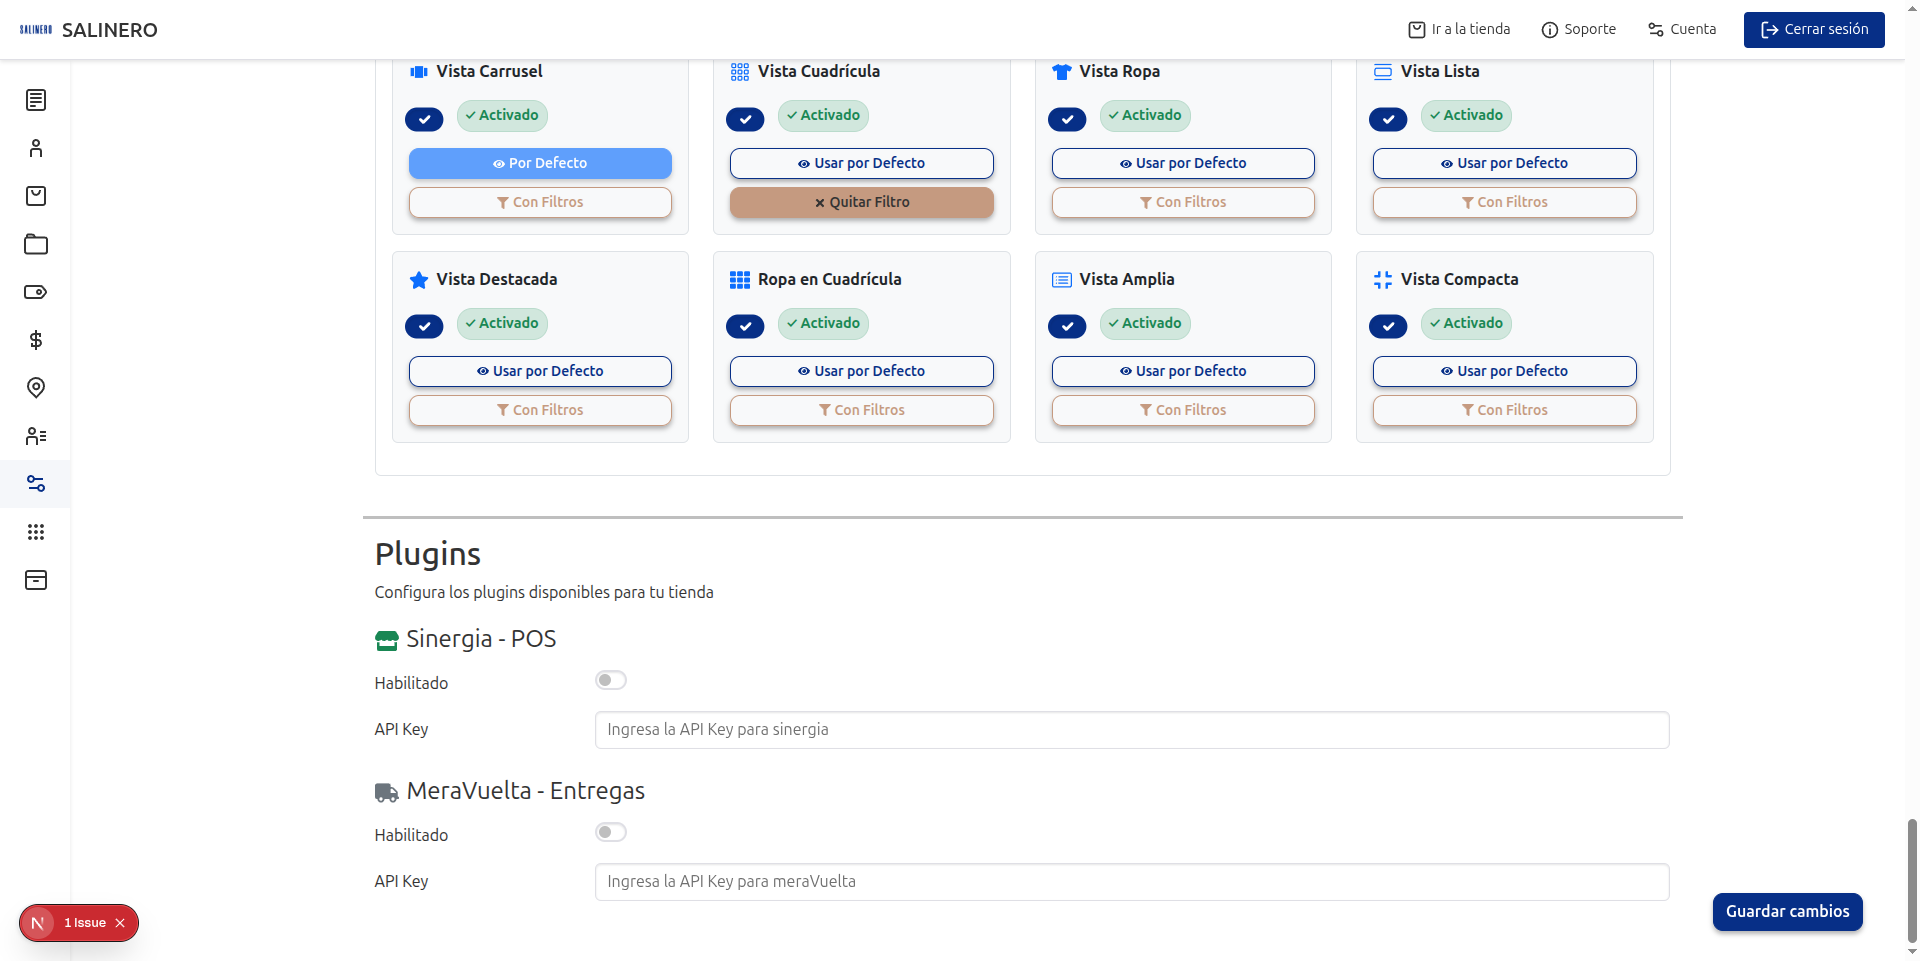 SALINERO SALINERO
Ir a la tienda
Soporte
Cuenta
Cerrar sesión
Vista Carrusel
Activado
Por Defecto
Con Filtros
Vista Cuadrícula
Activado
Usar por Defecto
Quitar Filtro
Vista Ropa
Activado
Usar por Defecto
Con Filtros
Vista Lista
Activado
Usar por Defecto
Con Filtros
Vista Destacada
Activado
Usar por Defecto
Con Filtros
Ropa en Cuadrícula
Activado
Usar por Defecto
Con Filtros
Vista Amplia
Activado
Usar por Defecto
Con Filtros
Vista Compacta
Activado
Usar por Defecto
Con Filtros
Plugins
Configura los plugins disponibles para tu tienda
Sinergia - POS
Habilitado
API Key
Ingresa la API Key para sinergia
MeraVuelta - Entregas
Habilitado
API Key
Ingresa la API Key para meraVuelta
N 1 Issue
Guardar cambios